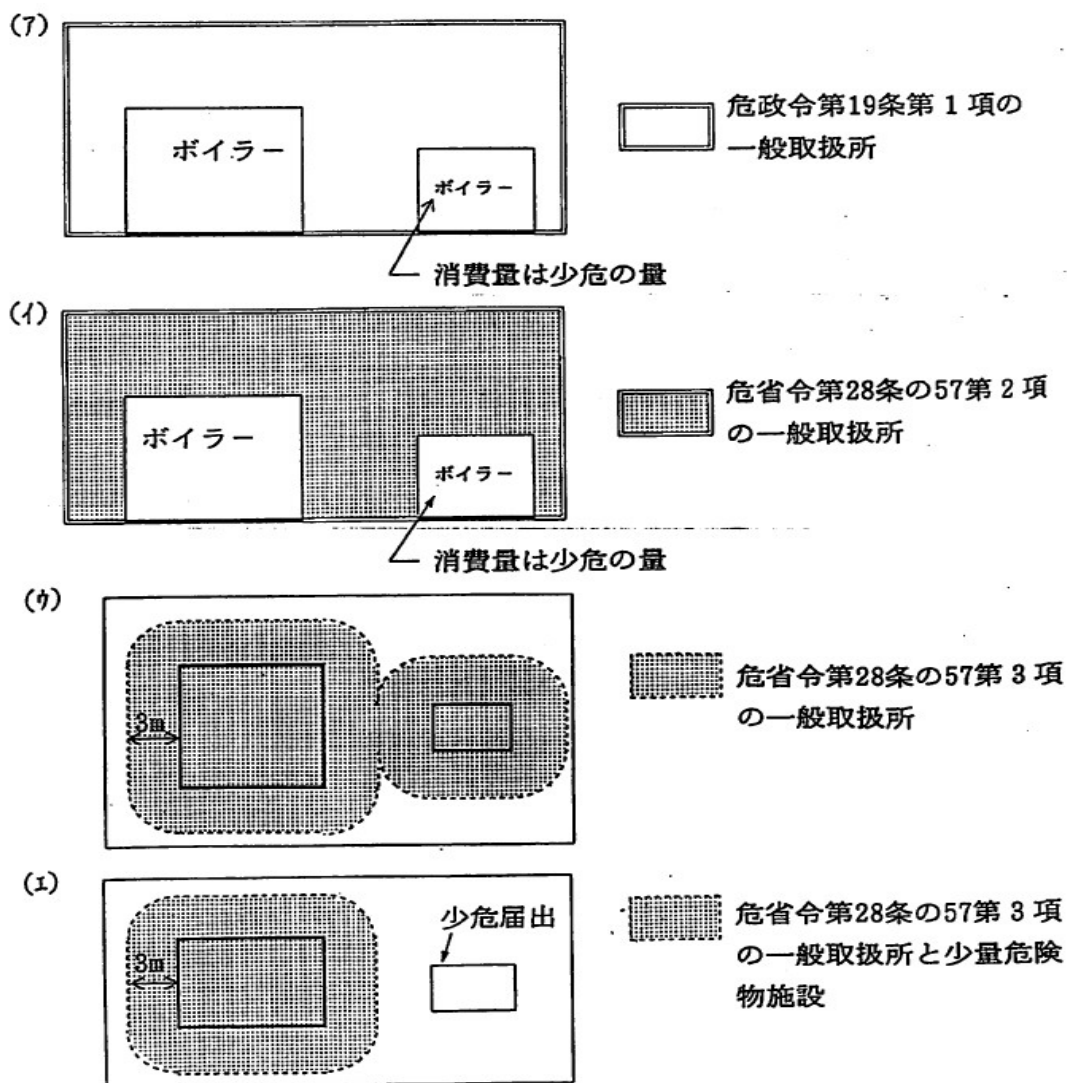 (ア)
ボイラー
ボイラー
消費量は少危の量
危政令第19条第1項の
一般取扱所
(イ)
ボイラー
ボイラー
消費量は少危の量
危省令第28条の57第2項
の一般取扱所
(ウ)
3m
危省令第28条の57第3項
の一般取扱所
(エ)
3m
少危届出
危省令第28条の57第3項
の一般取扱所と少量危険
物施設